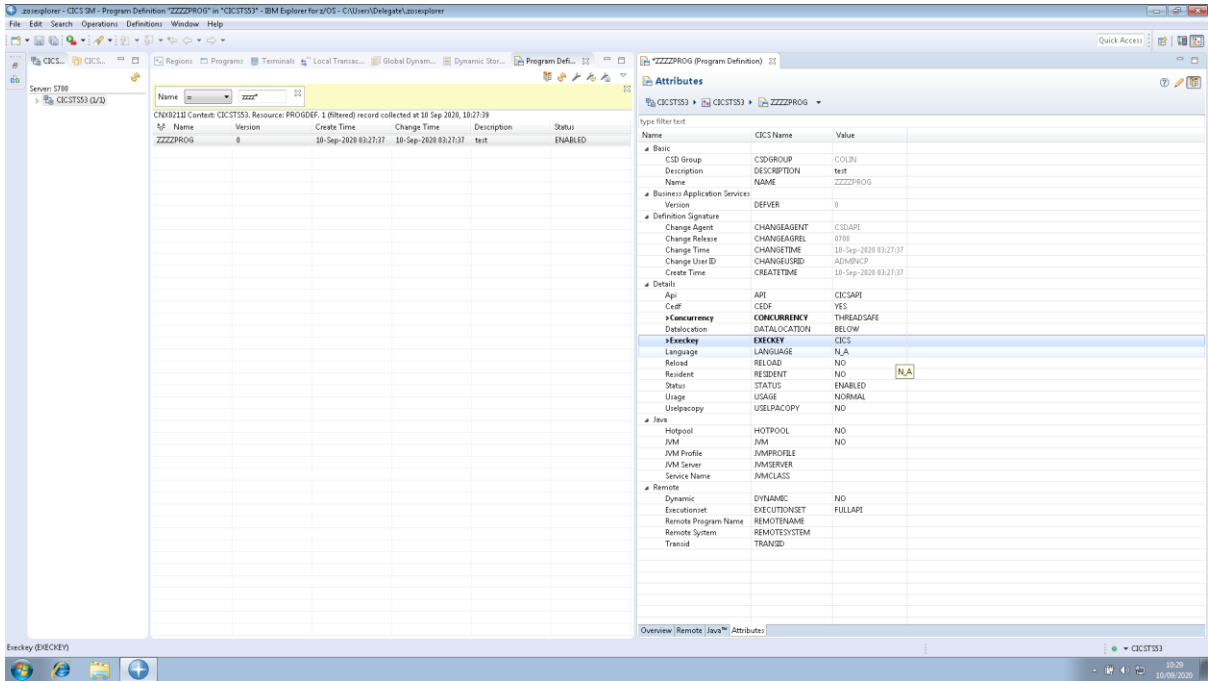 .zosexplorer - CICS SM - Program Definition "ZZZZPROG" in "CICSTS53" - IBM Explorer for z/OS - C:\Users\Delegate\.zosexplorer
File Edit Search Operations Definitions Window Help
Quick Access
CICS... CICS...
Regions Programs Terminals Local Transac... Global Dynam... Dynamic Stor... Program Defi...
*ZZZZPROG (Program Definition)
Server: S700
CICSTS53 (1/1)
Name = zzzz*
CNX0211I Context: CICSTS53. Resource: PROGDEF. 1 (filtered) record collected at 10 Sep 2020, 10:27:39
Name Version Create Time Change Time Description Status
ZZZZPROG 0 10-Sep-2020 03:27:37 10-Sep-2020 03:27:37 test ENABLED
Attributes
CICSTS53 CICSTS53 ZZZZPROG
type filter text
Name CICS Name Value
Basic
CSD Group CSDGROUP COLIN
Description DESCRIPTION test
Name NAME ZZZZPROG
Business Application Services
Version DEFVER 0
Definition Signature
Change Agent CHANGEAGENT CSDAPI
Change Release CHANGEAGREL 0700
Change Time CHANGETIME 10-Sep-2020 03:27:37
Change User ID CHANGEUSRID ADMINCP
Create Time CREATETIME 10-Sep-2020 03:27:37
Details
Api API CICSAPI
Cedf CEDF YES
>Concurrency CONCURRENCY THREADSAFE
Datalocation DATALOCATION BELOW
>Execkey EXECKEY CICS
Language LANGUAGE N_A
Reload RELOAD NO
Resident RESIDENT NO
N_A
Status STATUS ENABLED
Usage USAGE NORMAL
Uselpacopy USELPACOPY NO
Java
Hotpool HOTPOOL NO
JVM JVM NO
JVM Profile JVMPROFILE
JVM Server JVMSERVER
Service Name JVMCLASS
Remote
Dynamic DYNAMIC NO
Executionset EXECUTIONSET FULLAPI
Remote Program Name REMOTENAME
Remote System REMOTESYSTEM
Transid TRANSID
Overview Remote Java™ Attributes
Execkey (EXECKEY)
CICSTS53
10:29
10/09/2020